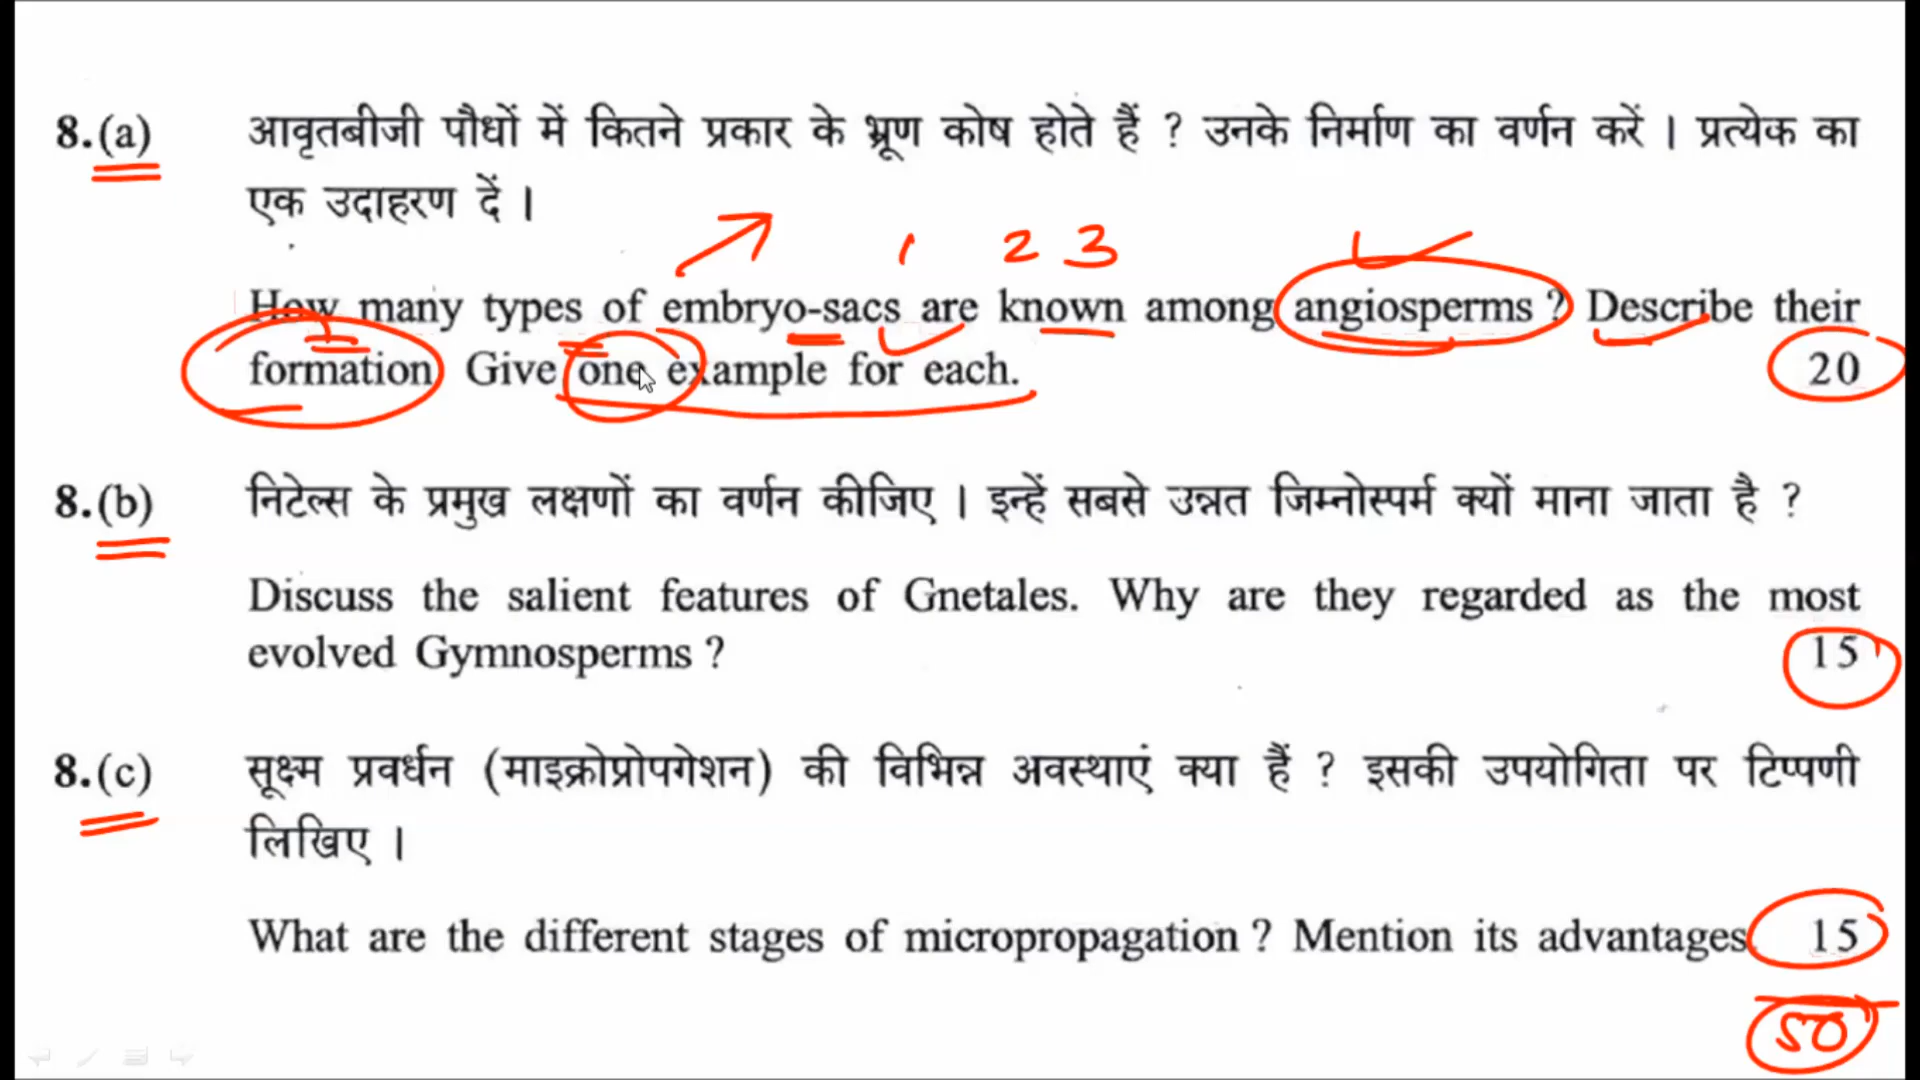 8.(a) आवृतबीजी पौधों में कितने प्रकार के भ्रूण कोष होते हैं ? उनके निर्माण का वर्णन करें । प्रत्येक का
एक उदाहरण दें ।
1 2 3
How many types of embryo-sacs are known among angiosperms ? Describe their
formation Give one example for each. 20
8.(b) निटेल्स के प्रमुख लक्षणों का वर्णन कीजिए । इन्हें सबसे उन्नत जिम्नोस्पर्म क्यों माना जाता है ?
Discuss the salient features of Gnetales. Why are they regarded as the most
evolved Gymnosperms ? 15
8.(c) सूक्ष्म प्रवर्धन (माइक्रोप्रोपगेशन) की विभिन्न अवस्थाएं क्या हैं ? इसकी उपयोगिता पर टिप्पणी
लिखिए ।
What are the different stages of micropropagation ? Mention its advantages 15
50